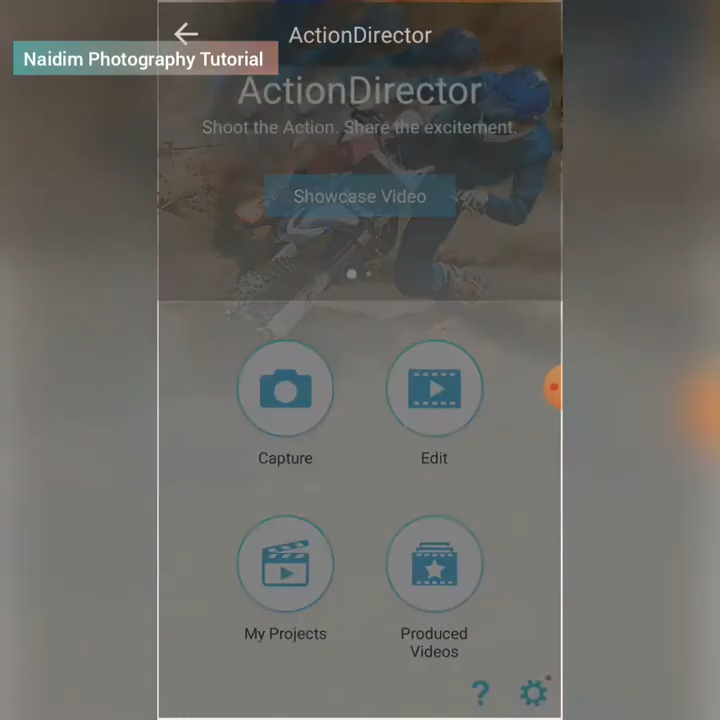 ActionDirector
Naidim Photography Tutorial
ActionDirector
Shoot the Action. Share the excitement.
Showcase Video
Capture
Edit
My Projects
Produced
Videos
?